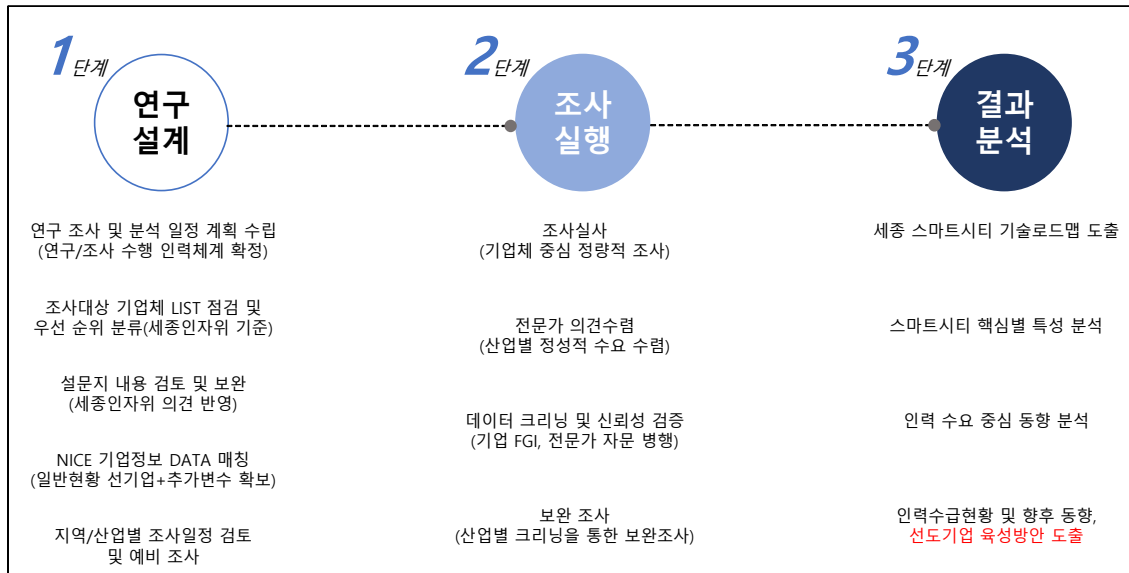 1단계
연구
설계
연구 조사 및 분석 일정 계획 수립
(연구/조사 수행 인력체계 확정)
조사대상 기업체 LIST 점검 및
우선 순위 분류(세종인자위 기준)
설문지 내용 검토 및 보완
(세종인자위 의견 반영)
NICE 기업정보 DATA 매칭
(일반현황 선기업+추가변수 확보)
지역/산업별 조사일정 검토
및 예비 조사
2단계
조사
실행
조사실사
(기업체 중심 정량적 조사)
전문가 의견수렴
(산업별 정성적 수요 수렴)
데이터 크리닝 및 신뢰성 검증
(기업 FGI, 전문가 자문 병행)
보완 조사
(산업별 크리닝을 통한 보완조사)
3단계
결과
분석
세종 스마트시티 기술로드맵 도출
스마트시티 핵심별 특성 분석
인력 수요 중심 동향 분석
인력수급현황 및 향후 동향,
선도기업 육성방안 도출